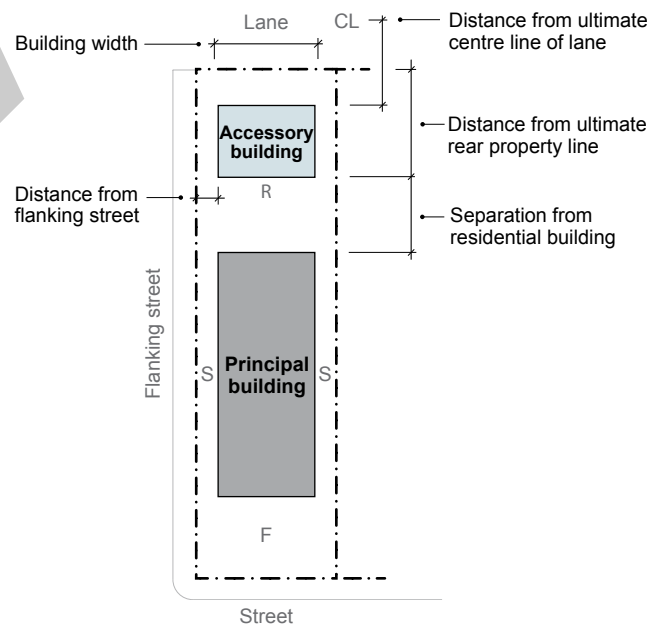 Building width
Lane
CL
Distance from ultimate
centre line of lane
Accessory
building
Distance from ultimate
rear property line
Distance from
flanking street
R
Separation from
residential building
Flanking street
S
Principal
building
S
F
Street